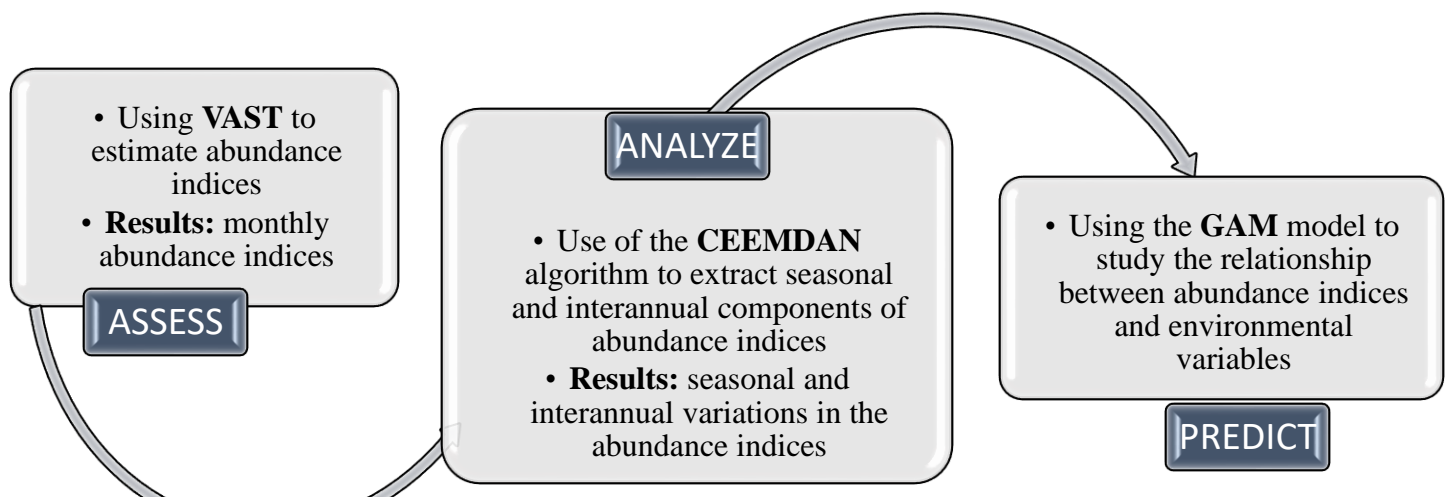 • Using VAST to
estimate abundance
indices
• Results: monthly
abundance indices
ASSESS
ANALYZE
• Use of the CEEMDAN
algorithm to extract seasonal
and interannual components of
abundance indices
• Results: seasonal and
interannual variations in the
abundance indices
• Using the GAM model to
study the relationship
between abundance indices
and environmental
variables
PREDICT